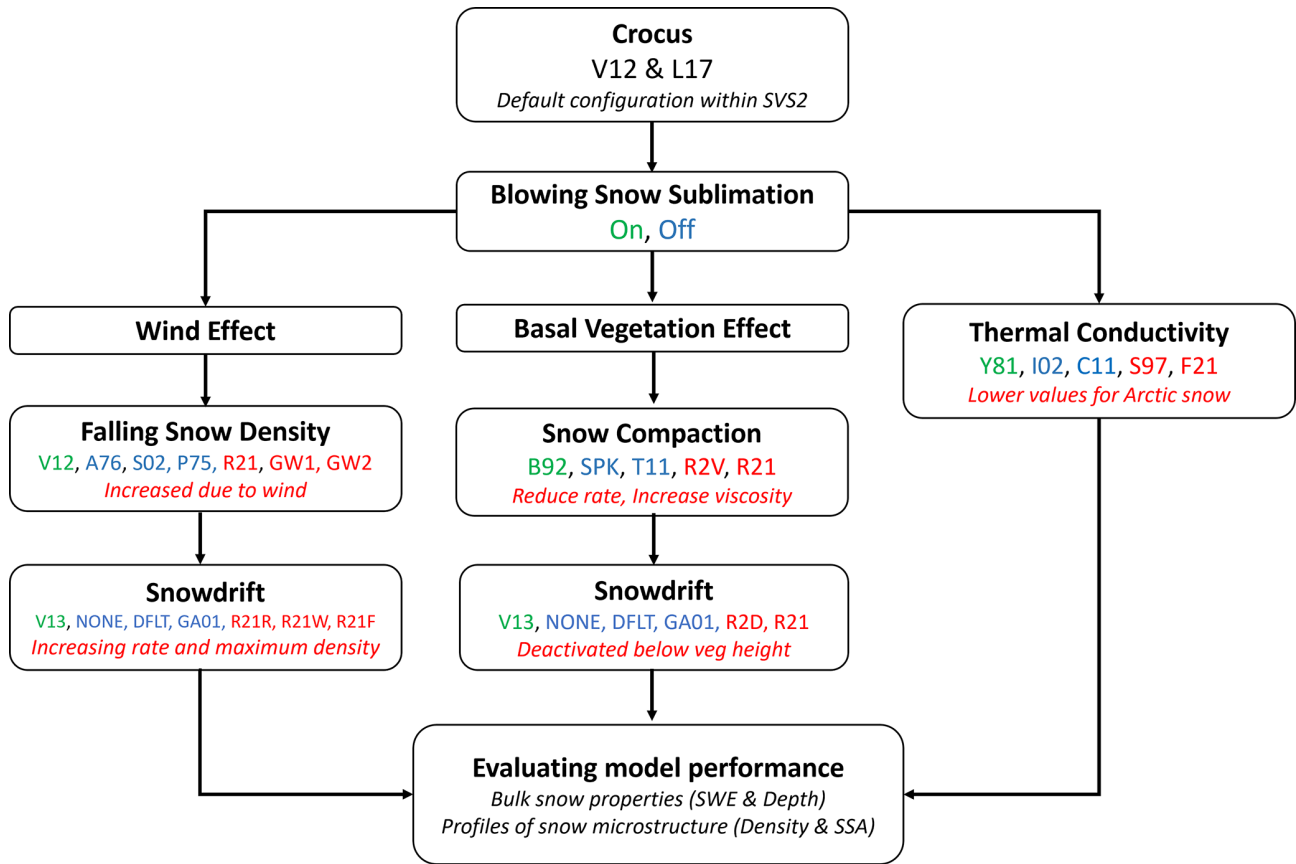 Crocus
V12 & L17
Default configuration within SVS2
Blowing Snow Sublimation
On, Off
Wind Effect
Basal Vegetation Effect
Thermal Conductivity
Y81, I02, C11, S97, F21
Lower values for Arctic snow
Falling Snow Density
V12, A76, S02, P75, R21, GW1, GW2
Increased due to wind
Snow Compaction
B92, SPK, T11, R2V, R21
Reduce rate, Increase viscosity
Snowdrift
V13, NONE, DFLT, GA01, R21R, R21W, R21F
Increasing rate and maximum density
Snowdrift
V13, NONE, DFLT, GA01, R2D, R21
Deactivated below veg height
Evaluating model performance
Bulk snow properties (SWE & Depth)
Profiles of snow microstructure (Density & SSA)